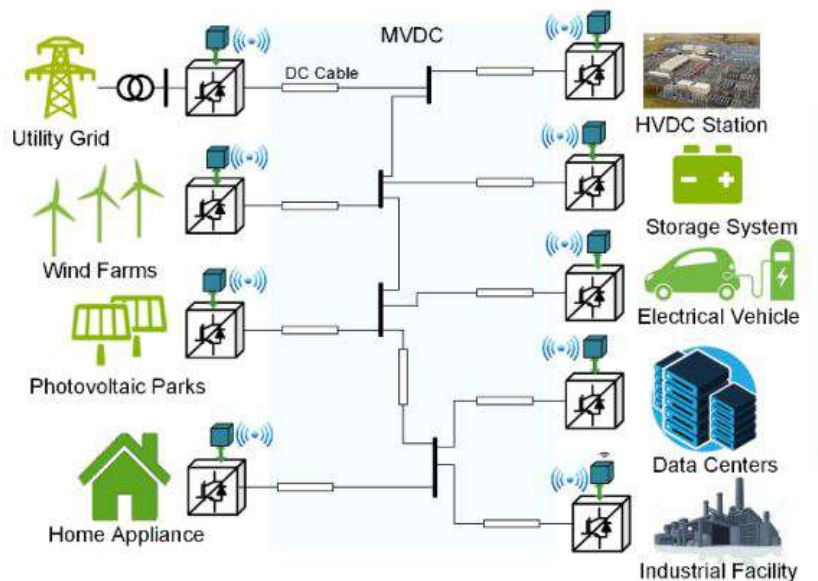 MVDC
DC Cable
Utility Grid
HVDC Station
Wind Farms
Storage System
Photovoltaic Parks
Electrical Vehicle
Home Appliance
Data Centers
Industrial Facility